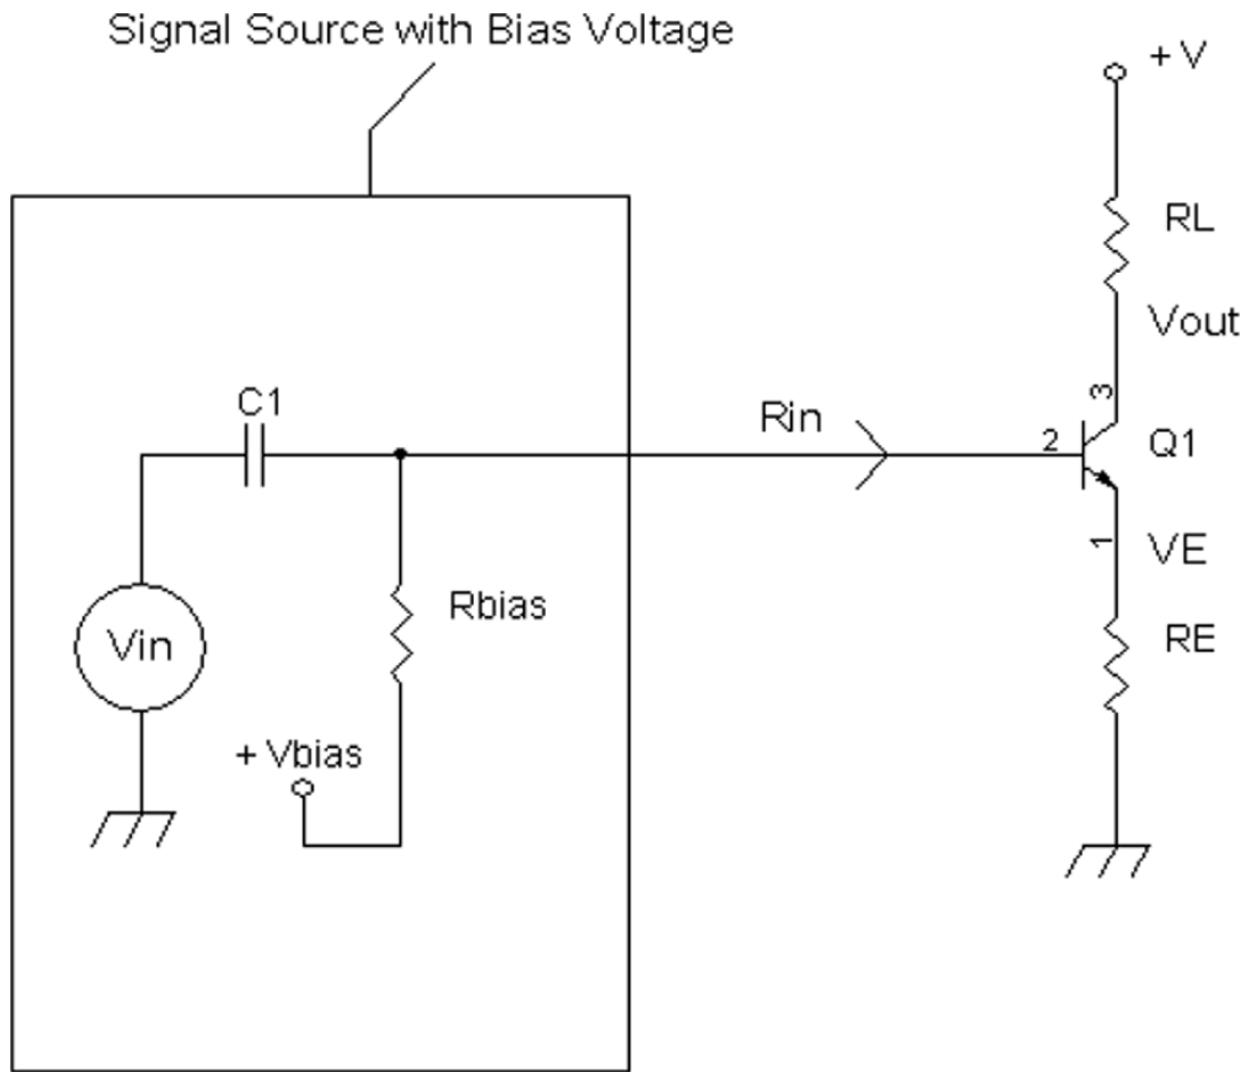 Signal Source with Bias Voltage
+ V
RL
Vout
C1
Rin
3
2
Q1
1
VE
Rbias
Vin
RE
+ Vbias